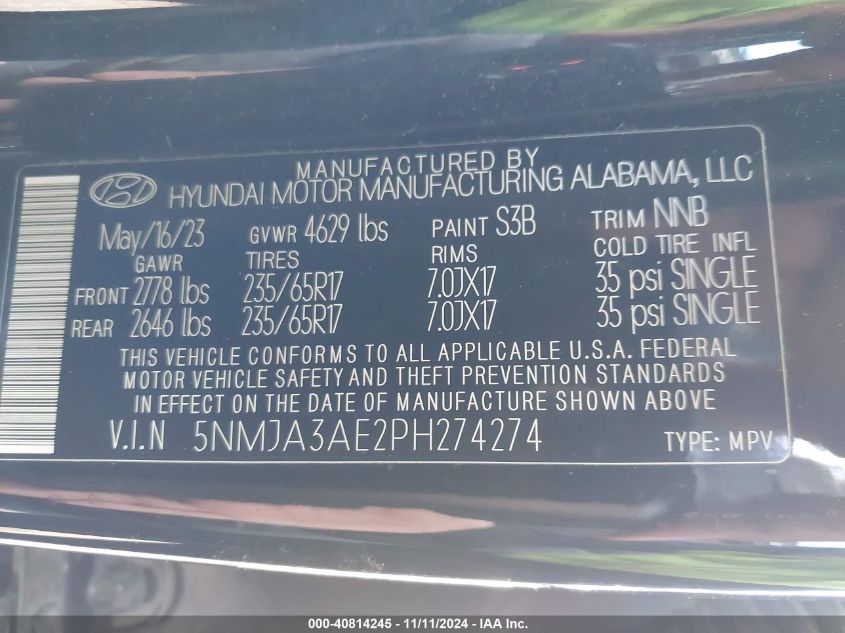 MANUFACTURED BY
HYUNDAI MOTOR MANUFACTURING ALABAMA, LLC
May/16/23 GVWR 4629 lbs PAINT S3B TRIM NNB
GAWR TIRES RIMS COLD TIRE INFL
FRONT 2778 lbs 235/65R17 7.0JX17 35 psi SINGLE
REAR 2646 lbs 235/65R17 7.0JX17 35 psi SINGLE
THIS VEHICLE CONFORMS TO ALL APPLICABLE U.S.A. FEDERAL
MOTOR VEHICLE SAFETY AND THEFT PREVENTION STANDARDS
IN EFFECT ON THE DATE OF MANUFACTURE SHOWN ABOVE
V.I.N 5NMJA3AE2PH274274 TYPE: MPV
000-40814245 - 11/11/2024 - IAA Inc.